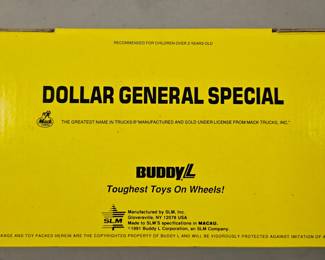 RECOMMENDED FOR CHILDREN OVER 3 YEARS OLD
DOLLAR GENERAL SPECIAL
Mack
THE GREATEST NAME IN TRUCKS®"MANUFACTURED AND SOLD UNDER LICENSE FROM MACK TRUCKS, INC."
BUDDY L
Toughest Toys On Wheels!
SLM
Manufactured by SLM, Inc.
Gloversville, NY 12078 USA
Made to SLM'S specifications in MACAU.
©1991 Buddy L Corporation, an SLM Company.
KAGE AND TOY PACKED HEREIN ARE THE COPYRIGHTED PROPERTY OF BUDDY L AND WILL BE VIGOROUSLY PROTECTED AGAINST IMITATION OF A